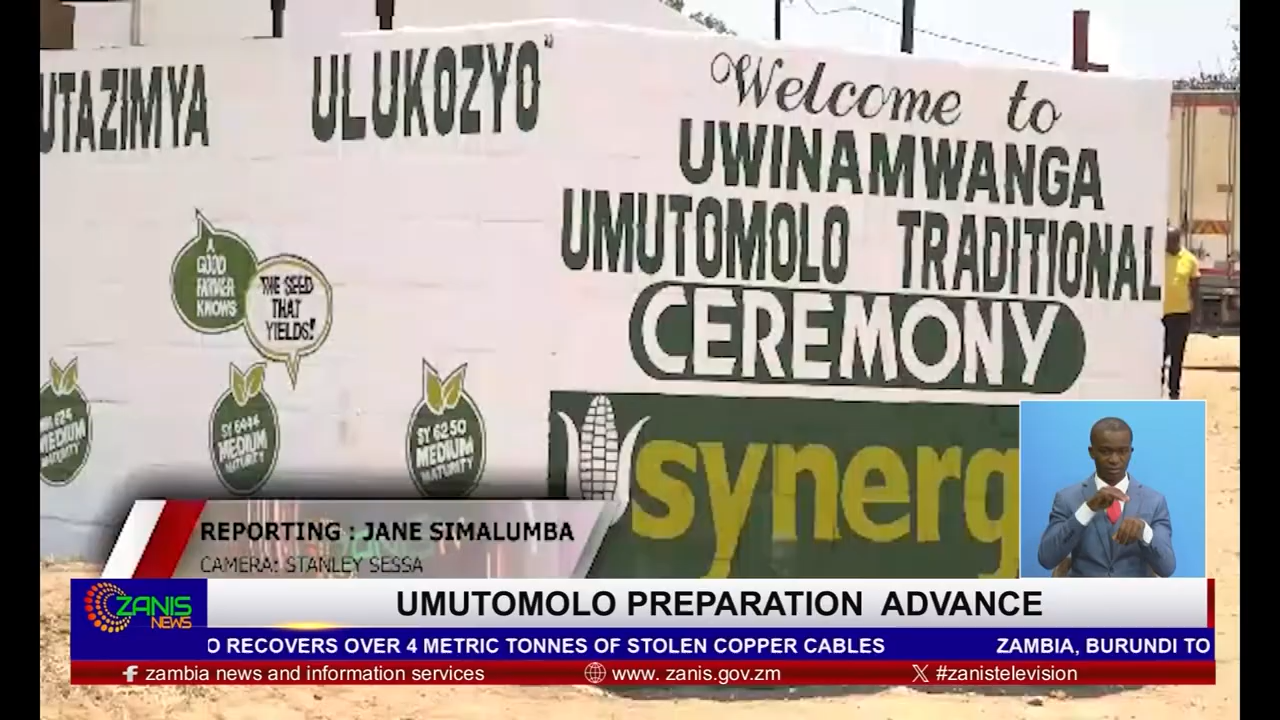 UTAZIMYA ULUKOZYO"
Welcome to
UWINAMWANGA
UMUTOMOLO TRADITIONAL
CEREMONY
A
GOOD
FARMER
KNOWS
THE SEED
THAT
YIELDS!
MEDIUM
MATURITY
SY 6444
MEDIUM
MATURITY
SY 6250
MEDIUM
MATURITY
synerg
REPORTING : JANE SIMALUMBA
CAMERA: STANLEY SESSA
ZANIS
NEWS
UMUTOMOLO PREPARATION ADVANCE
O RECOVERS OVER 4 METRIC TONNES OF STOLEN COPPER CABLES ZAMBIA, BURUNDI TO
zambia news and information services www. zanis.gov.zm #zanistelevision